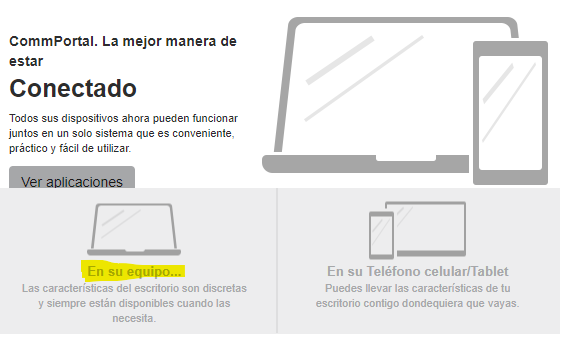 CommPortal. La mejor manera de
estar
Conectado
Todos sus dispositivos ahora pueden funcionar
juntos en un solo sistema que es conveniente,
práctico y fácil de utilizar.
Ver aplicaciones
En su equipo...
Las características del escritorio son discretas
y siempre están disponibles cuando las
necesita.
En su Teléfono celular/Tablet
Puedes llevar las características de tu
escritorio contigo dondequiera que vayas.